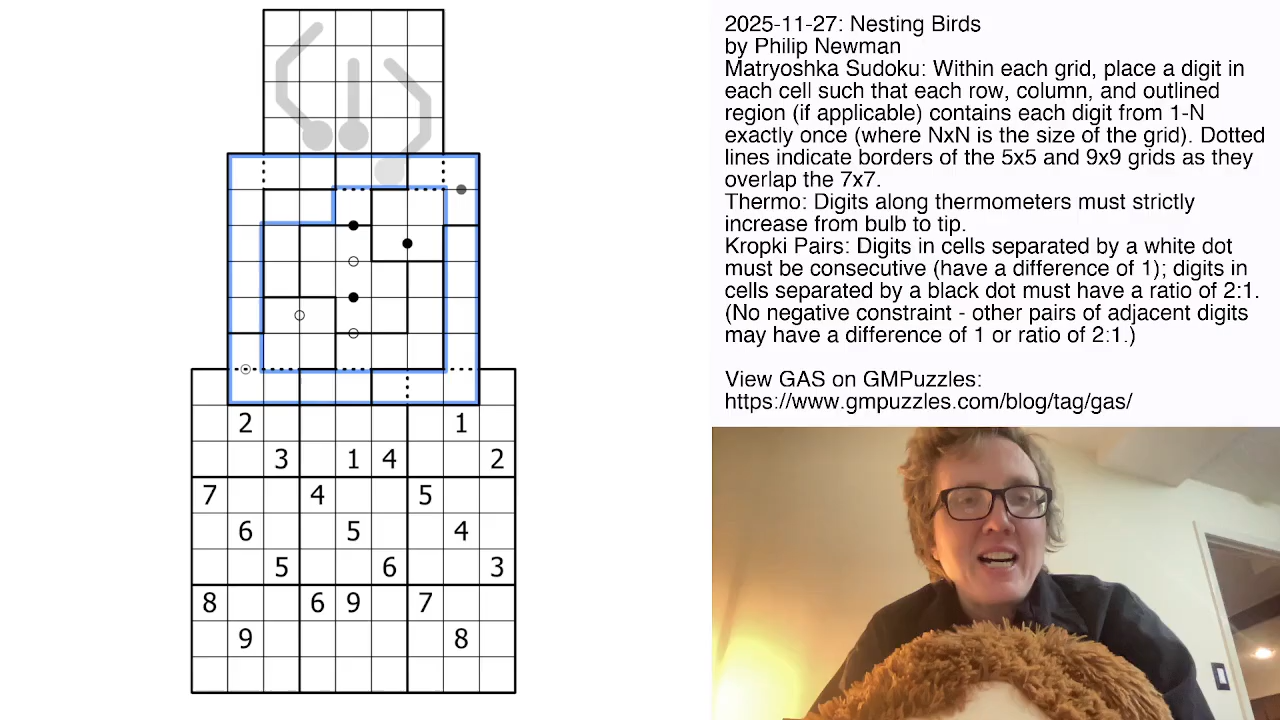 2025-11-27: Nesting Birds
by Philip Newman
Matryoshka Sudoku: Within each grid, place a digit in
each cell such that each row, column, and outlined
region (if applicable) contains each digit from 1-N
exactly once (where NxN is the size of the grid). Dotted
lines indicate borders of the 5x5 and 9x9 grids as they
overlap the 7x7.
Thermo: Digits along thermometers must strictly
increase from bulb to tip.
Kropki Pairs: Digits in cells separated by a white dot
must be consecutive (have a difference of 1); digits in
cells separated by a black dot must have a ratio of 2:1.
(No negative constraint - other pairs of adjacent digits
may have a difference of 1 or ratio of 2:1.)
View GAS on GMPuzzles:
https://www.gmpuzzles.com/blog/tag/gas/
2 1
3 1 4 2
7 4 5
6 5 4
5 6 3
8 6 9 7
9 8